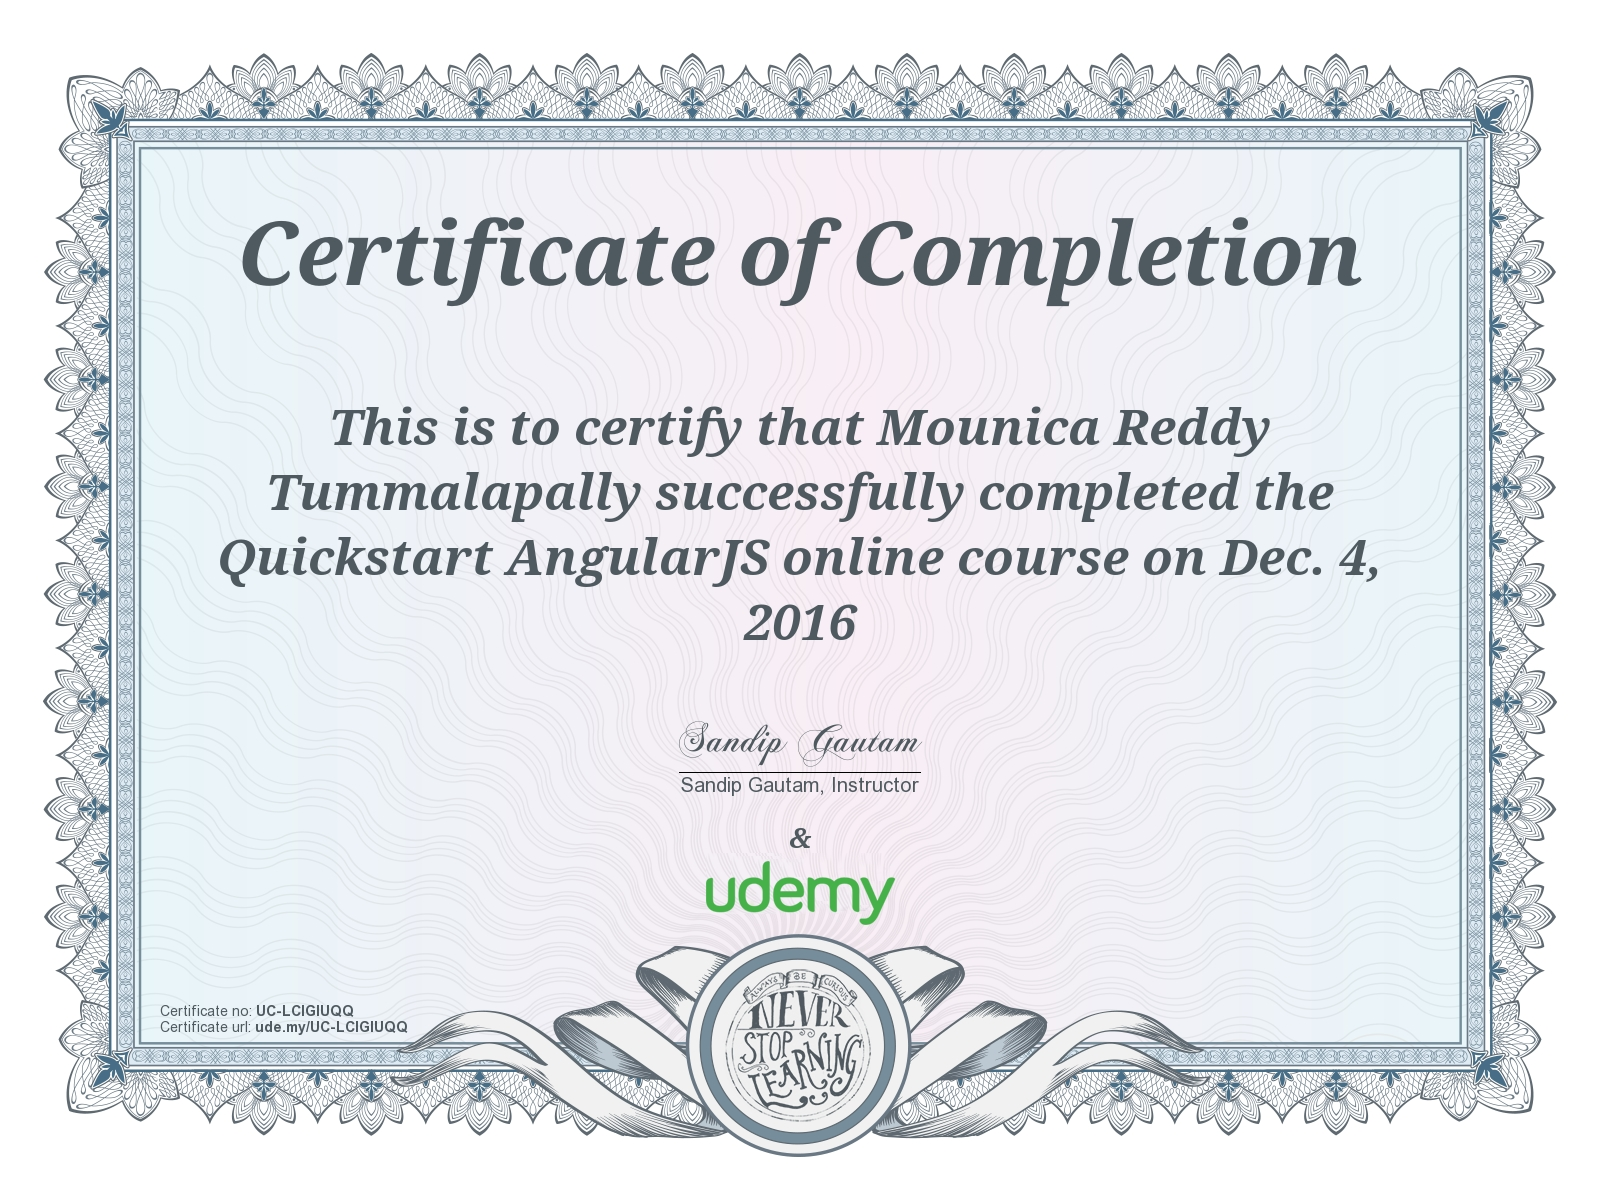 Certificate of Completion
This is to certify that Mounica Reddy
Tummalapally successfully completed the
Quickstart AngularJS online course on Dec. 4,
2016
Sandip Gautam
Sandip Gautam, Instructor
&
udemy
Certificate no: UC-LCIGIUQQ
Certificate url: ude.my/UC-LCIGIUQQ
ALWAYS BE CURIOUS
NEVER
STOP
LEARNING